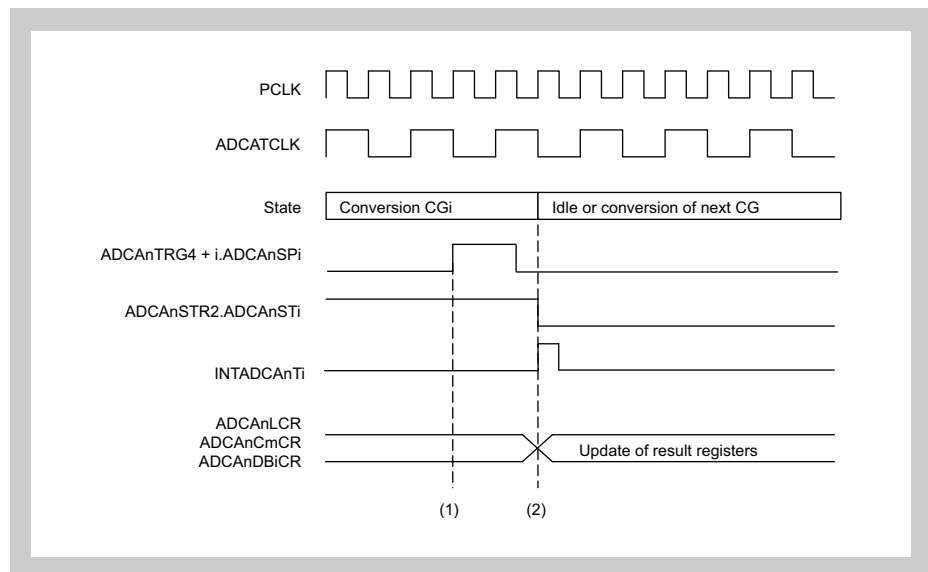 PCLK
ADCATCLK
State
Conversion CGi
Idle or conversion of next CG
ADCAnTRG4 + i.ADCAnSPi
ADCAnSTR2.ADCAnSTi
INTADCAnTi
ADCAnLCR
ADCAnCmCR
ADCAnDBiCR
Update of result registers
(1)
(2)